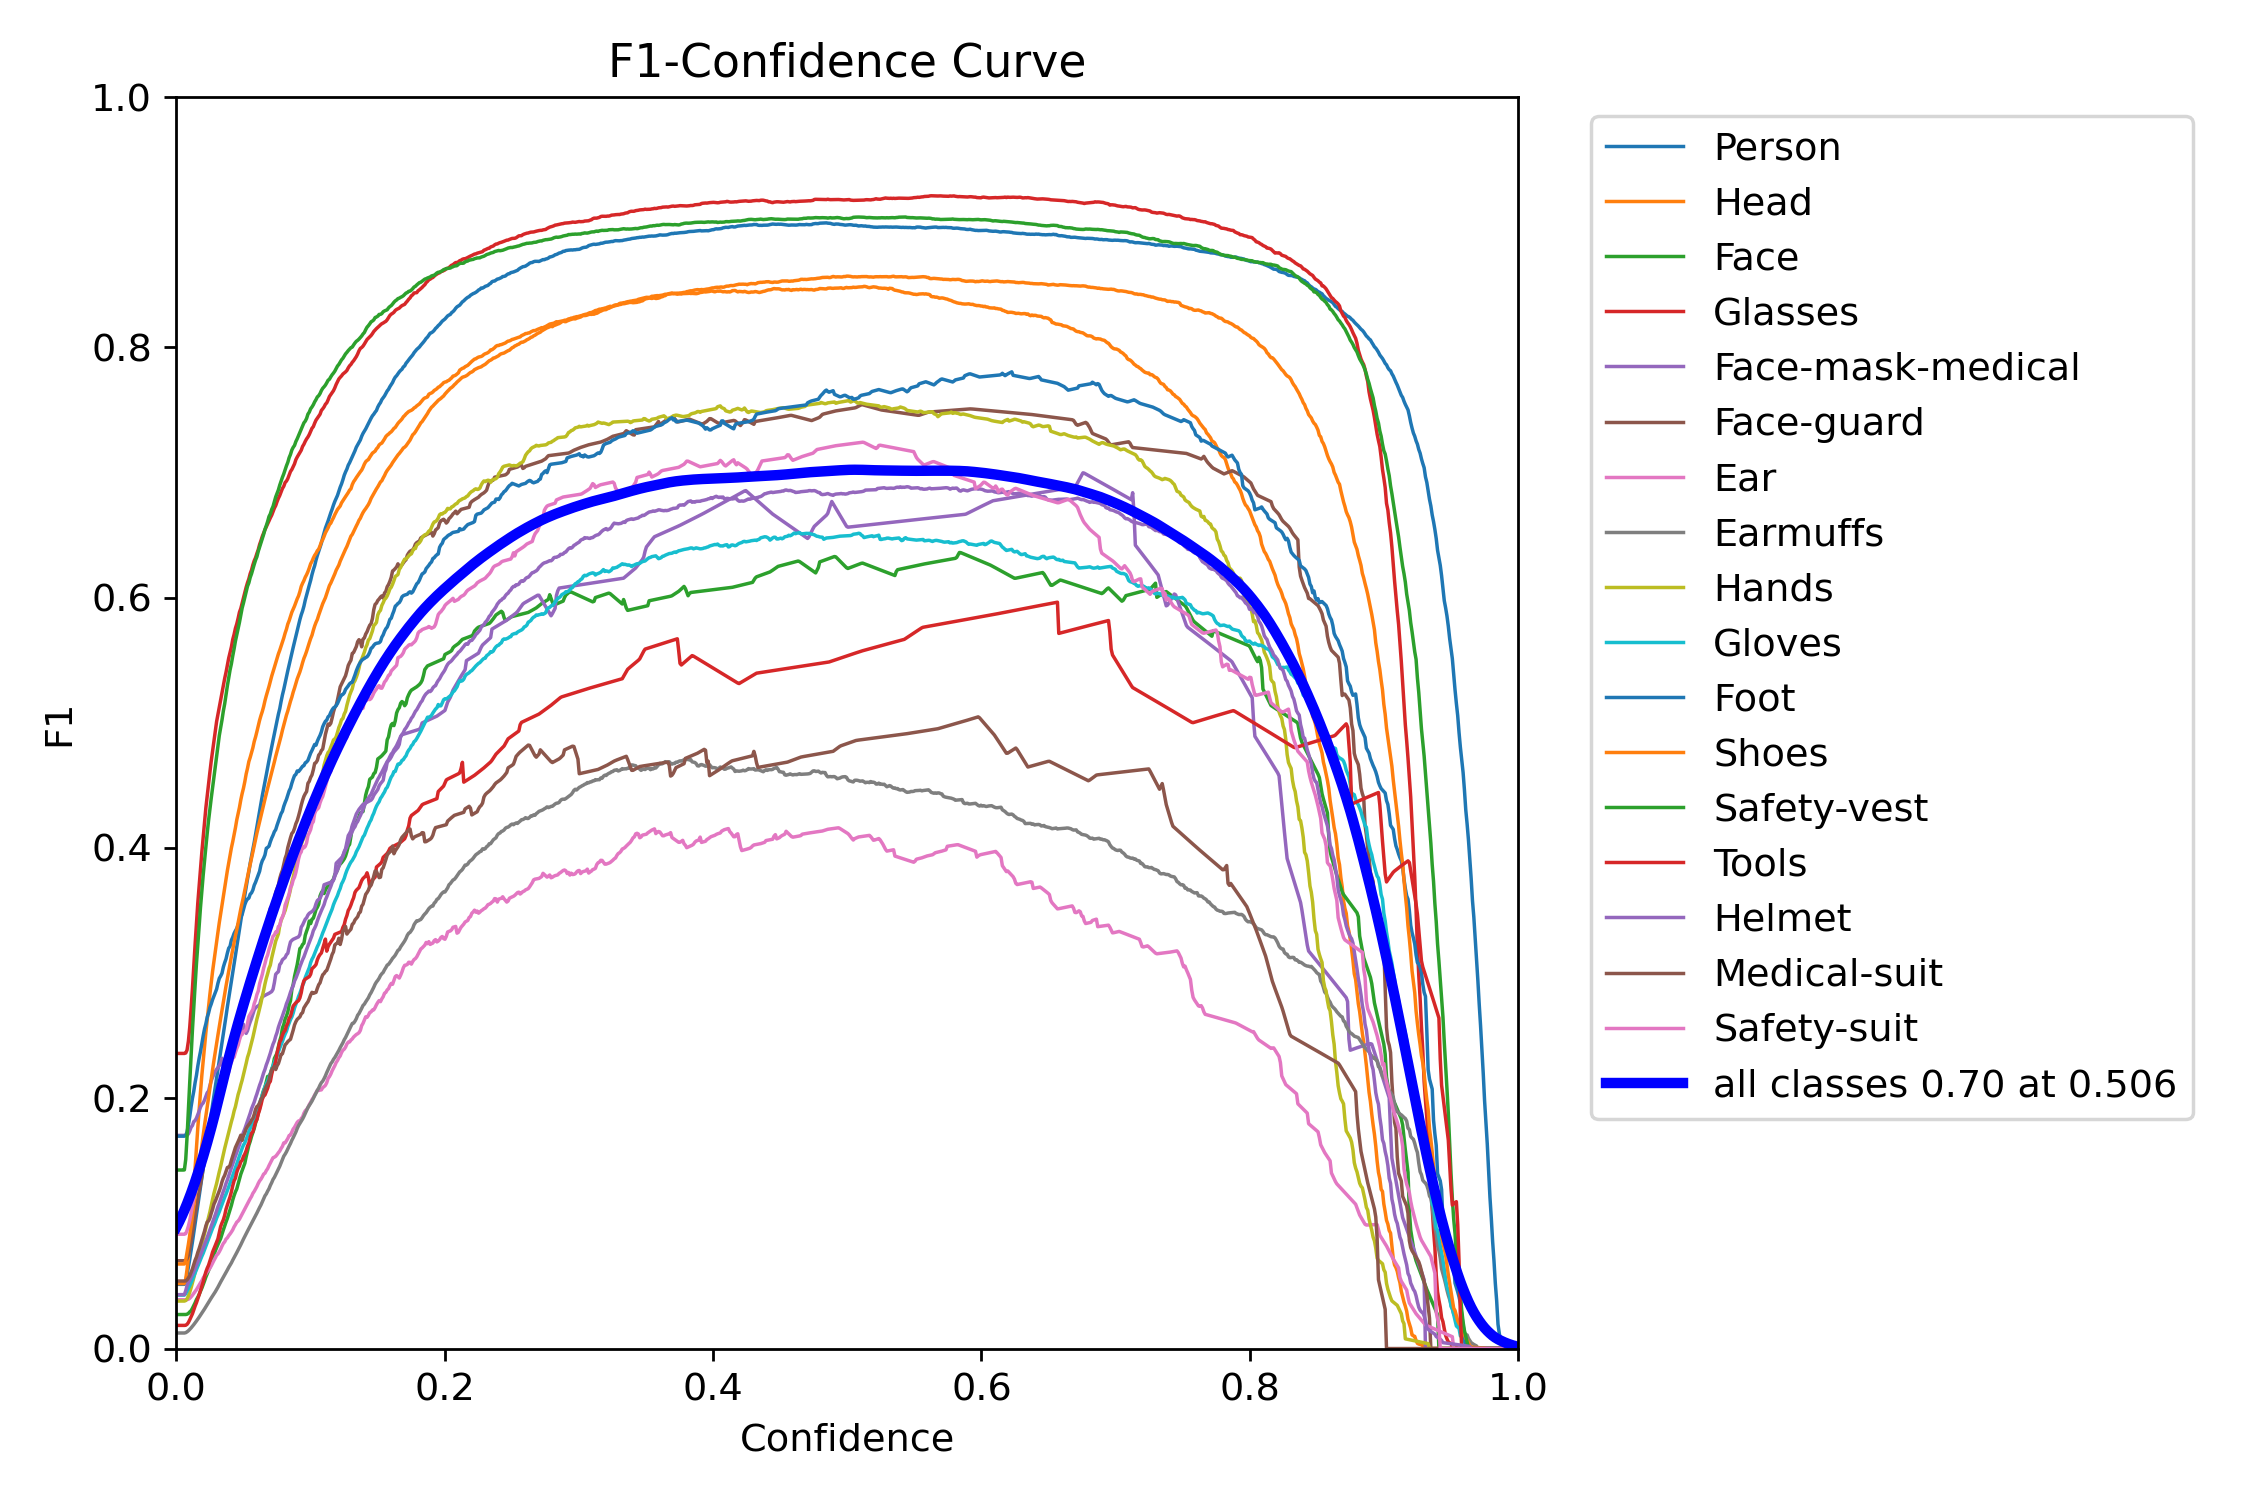 F1-Confidence Curve
1.0
0.8
0.6
0.4
0.2
0.0
F1
0.0 0.2 0.4 0.6 0.8 1.0
Confidence
Person
Head
Face
Glasses
Face-mask-medical
Face-guard
Ear
Earmuffs
Hands
Gloves
Foot
Shoes
Safety-vest
Tools
Helmet
Medical-suit
Safety-suit
all classes 0.70 at 0.506